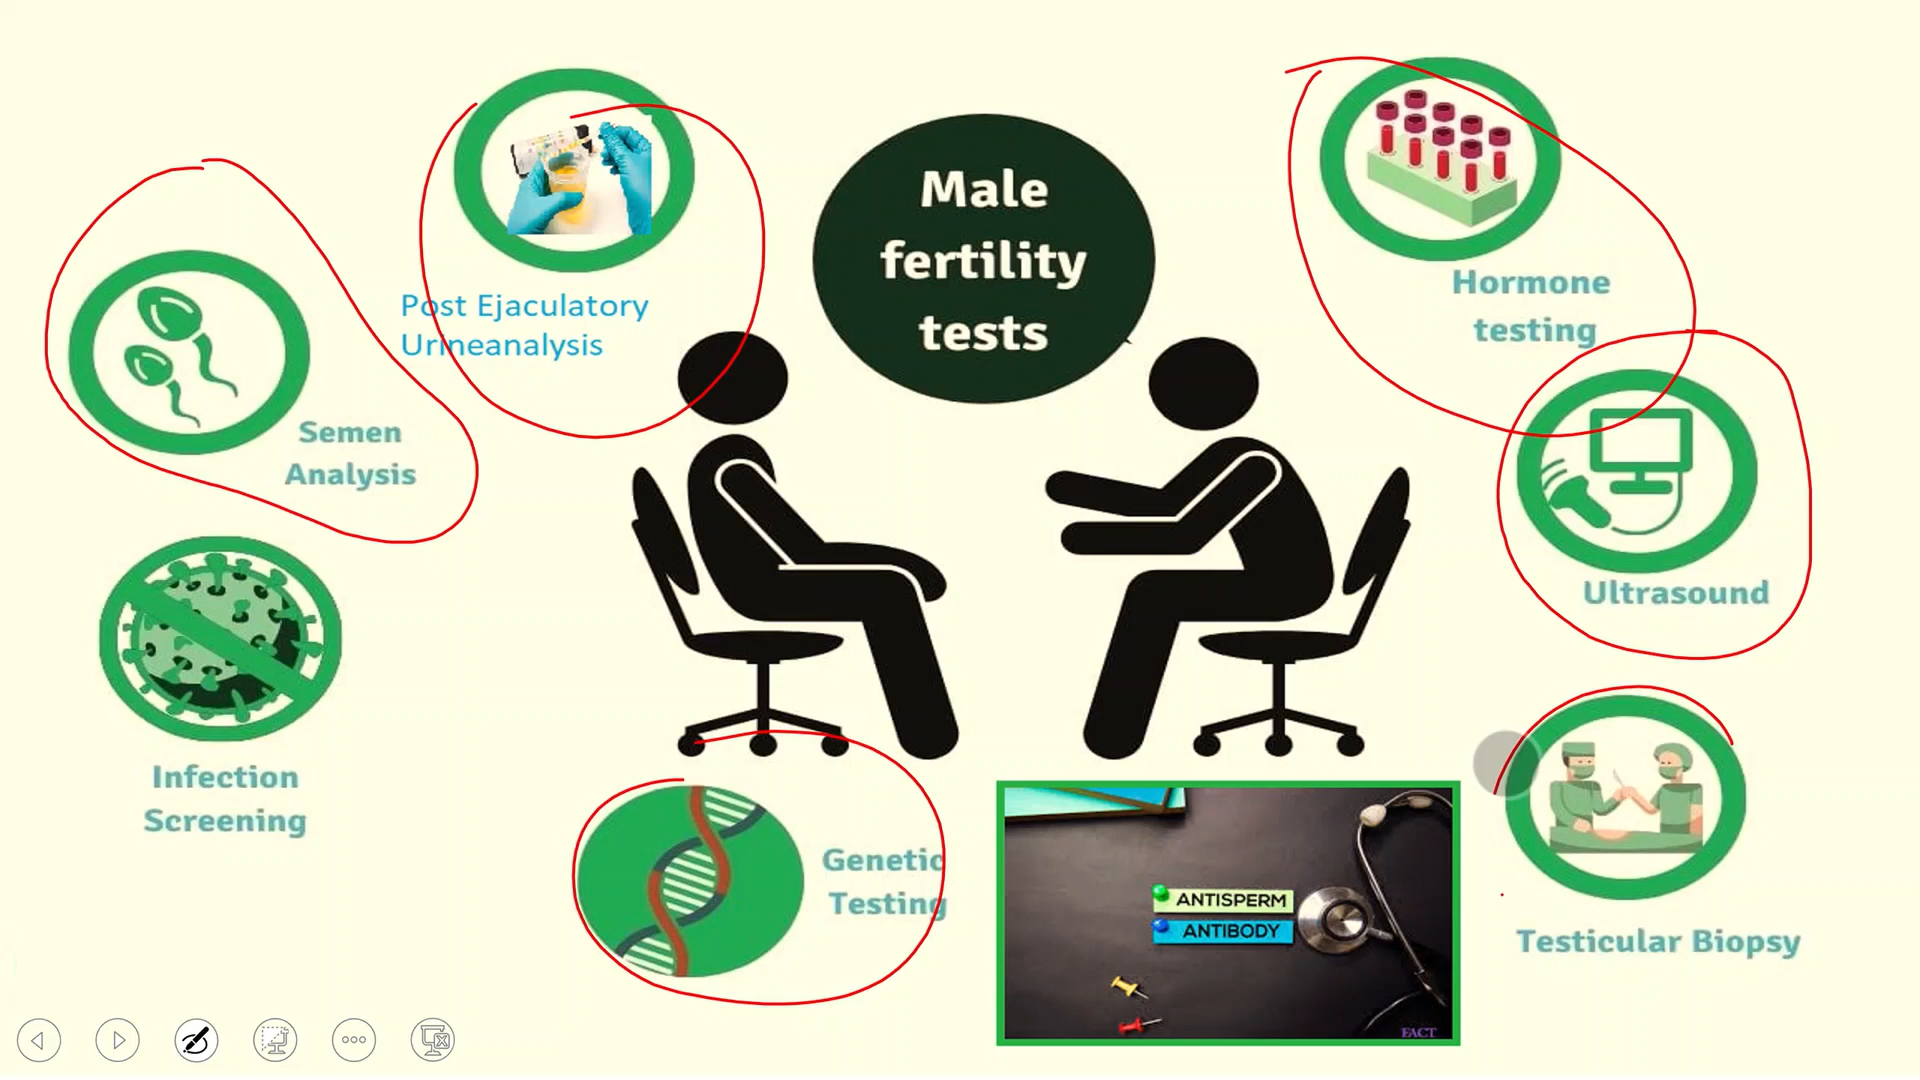 Male
fertility
tests
Post Ejaculatory
Urineanalysis
Hormone
testing
Semen
Analysis
Ultrasound
Infection
Screening
Genetic
Testing
ANTISPERM
ANTIBODY
FACT
Testicular Biopsy